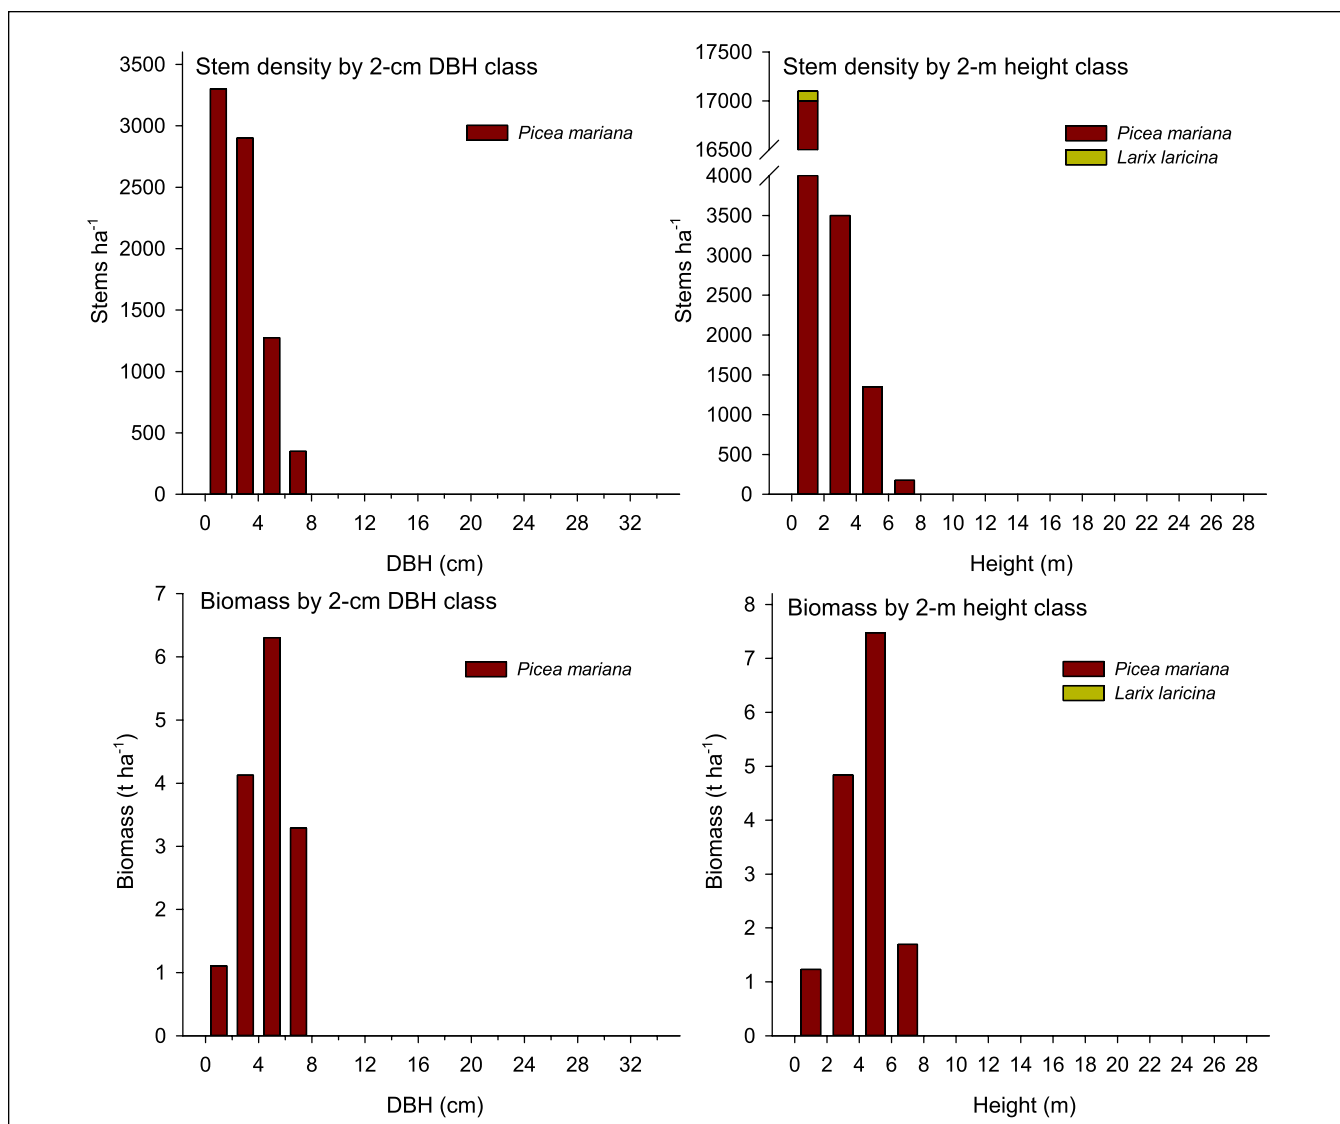 Stem density by 2-cm DBH class
Picea mariana
Stems ha⁻¹
3500
3000
2500
2000
1500
1000
500
0
0 4 8 12 16 20 24 28 32
DBH (cm)
Stem density by 2-m height class
Picea mariana
Larix laricina
Stems ha⁻¹
17500
17000
16500
4000
3500
3000
2500
2000
1500
1000
500
0
0 2 4 6 8 10 12 14 16 18 20 22 24 26 28
Height (m)
Biomass by 2-cm DBH class
Picea mariana
Biomass (t ha⁻¹)
7
6
5
4
3
2
1
0
0 4 8 12 16 20 24 28 32
DBH (cm)
Biomass by 2-m height class
Picea mariana
Larix laricina
Biomass (t ha⁻¹)
8
7
6
5
4
3
2
1
0
0 2 4 6 8 10 12 14 16 18 20 22 24 26 28
Height (m)